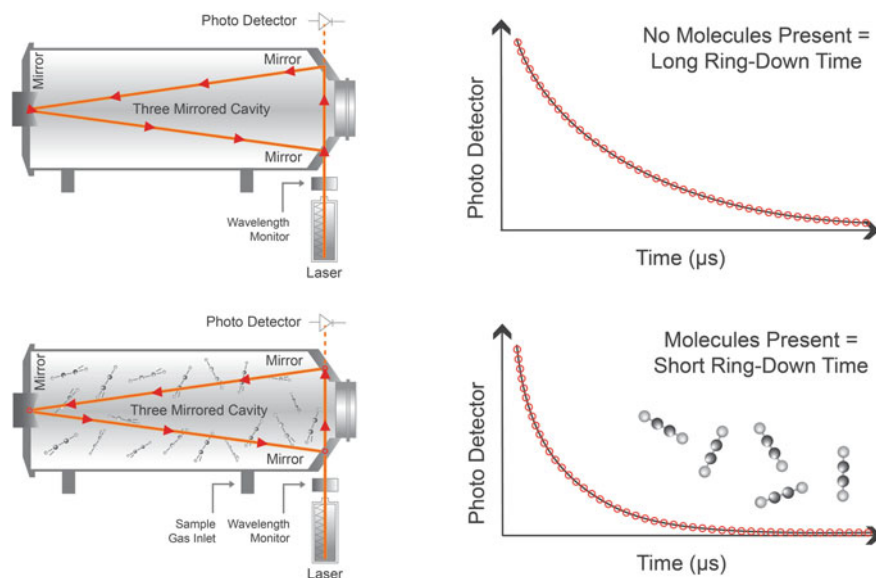 Photo
Detector
Mirror
Mirror
Three Mirrored Cavity
Mirror
Wavelength
Monitor
Laser
No Molecules Present =
Long Ring-Down Time
Photo Detector
Time (µs)
Photo Detector
Mirror
Mirror
Three Mirrored Cavity
Mirror
Sample
Gas Inlet
Wavelength
Monitor
Laser
Molecules Present =
Short Ring-Down Time
Photo Detector
Time (µs)